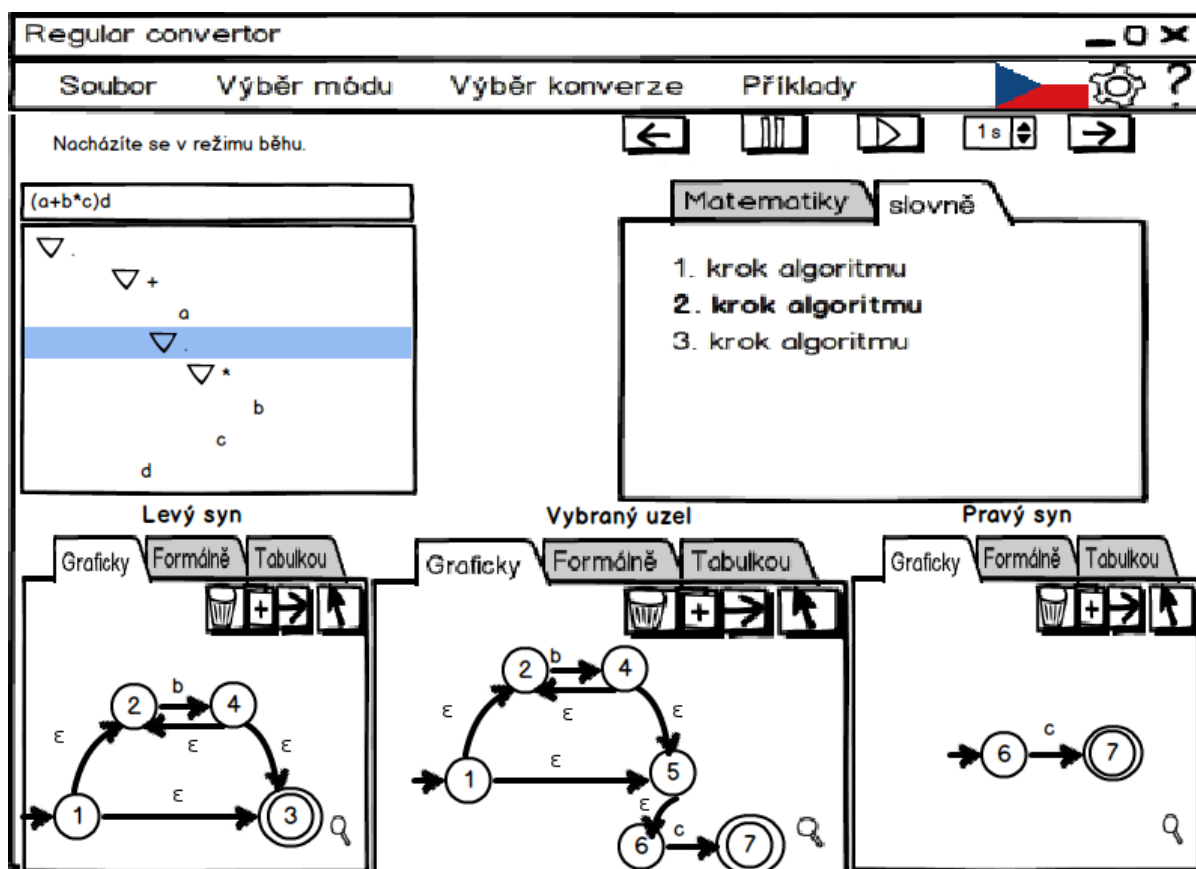 Regular convertor
Soubor Výběr módu Výběr konverze Příklady ?
Nacházíte se v režimu běhu.
1 s
(a+b*c)d
.
+
a
.
*
b
c
d
Matematiky slovně
1. krok algoritmu
2. krok algoritmu
3. krok algoritmu
Levý syn Vybraný uzel Pravý syn
Graficky Formálně Tabulkou
+
2 b 4
ε ε ε
1 ε 3
Graficky Formálně Tabulkou
+
2 b 4
ε ε ε
1 ε 5
ε
6 c 7
Graficky Formálně Tabulkou
+
6 c 7